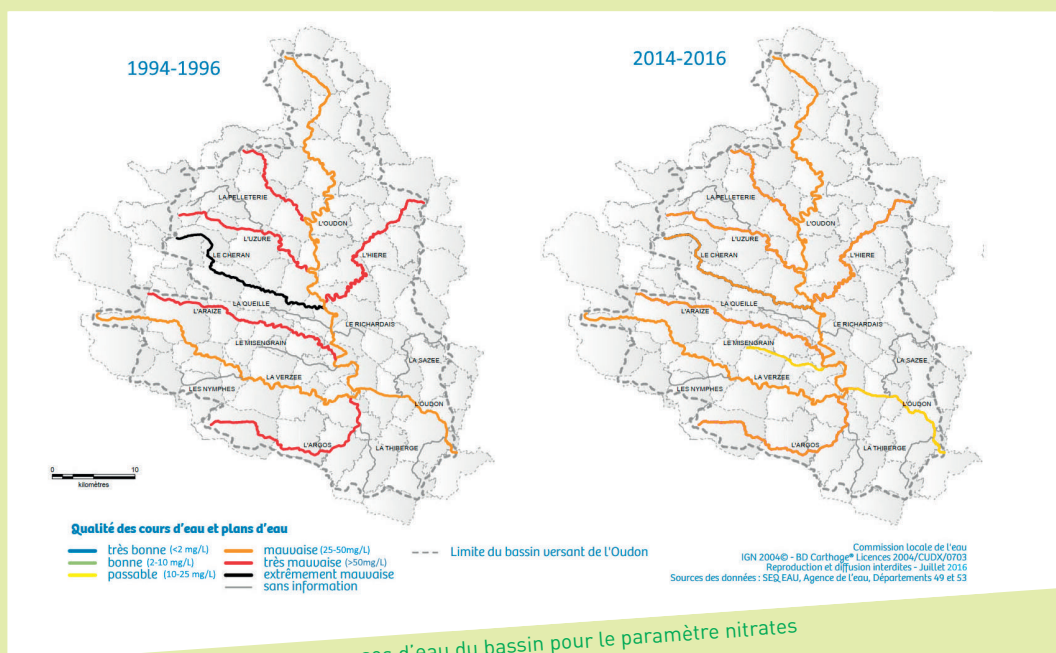 1994-1996
LA PELLETERIE
L'OUDON
L'UZURE
L'HIERE
LE CHERAN
LA QUEILLE
L'ARAIZE
LE RICHARDAIS
LE MISENGRAIN
LA SAZEE
LA VERZEE
LES NYMPHES
L'OUDON
L'ARGOS
LA THIBERGE
0 10
kilomètres
2014-2016
LA PELLETERIE
L'OUDON
L'UZURE
L'HIERE
LE CHERAN
LA QUEILLE
L'ARAIZE
LE RICHARDAIS
LE MISENGRAIN
LA SAZEE
LA VERZEE
LES NYMPHES
L'OUDON
L'ARGOS
LA THIBERGE
Qualité des cours d'eau et plans d'eau
très bonne (<2 mg/L)
bonne (2-10 mg/L)
passable (10-25 mg/L)
mauvaise (25-50mg/L)
très mauvaise (>50mg/L)
extrêmement mauvaise
sans information
Limite du bassin versant de l'Oudon
Commission locale de l'eau
IGN 2004© - BD Carthage® Licences 2004/CUDX/0703
Reproduction et diffusion interdites - Juillet 2016
Sources des données : SEQ EAU, Agence de l'eau, Départements 49 et 53
d'eau du bassin pour le paramètre nitrates